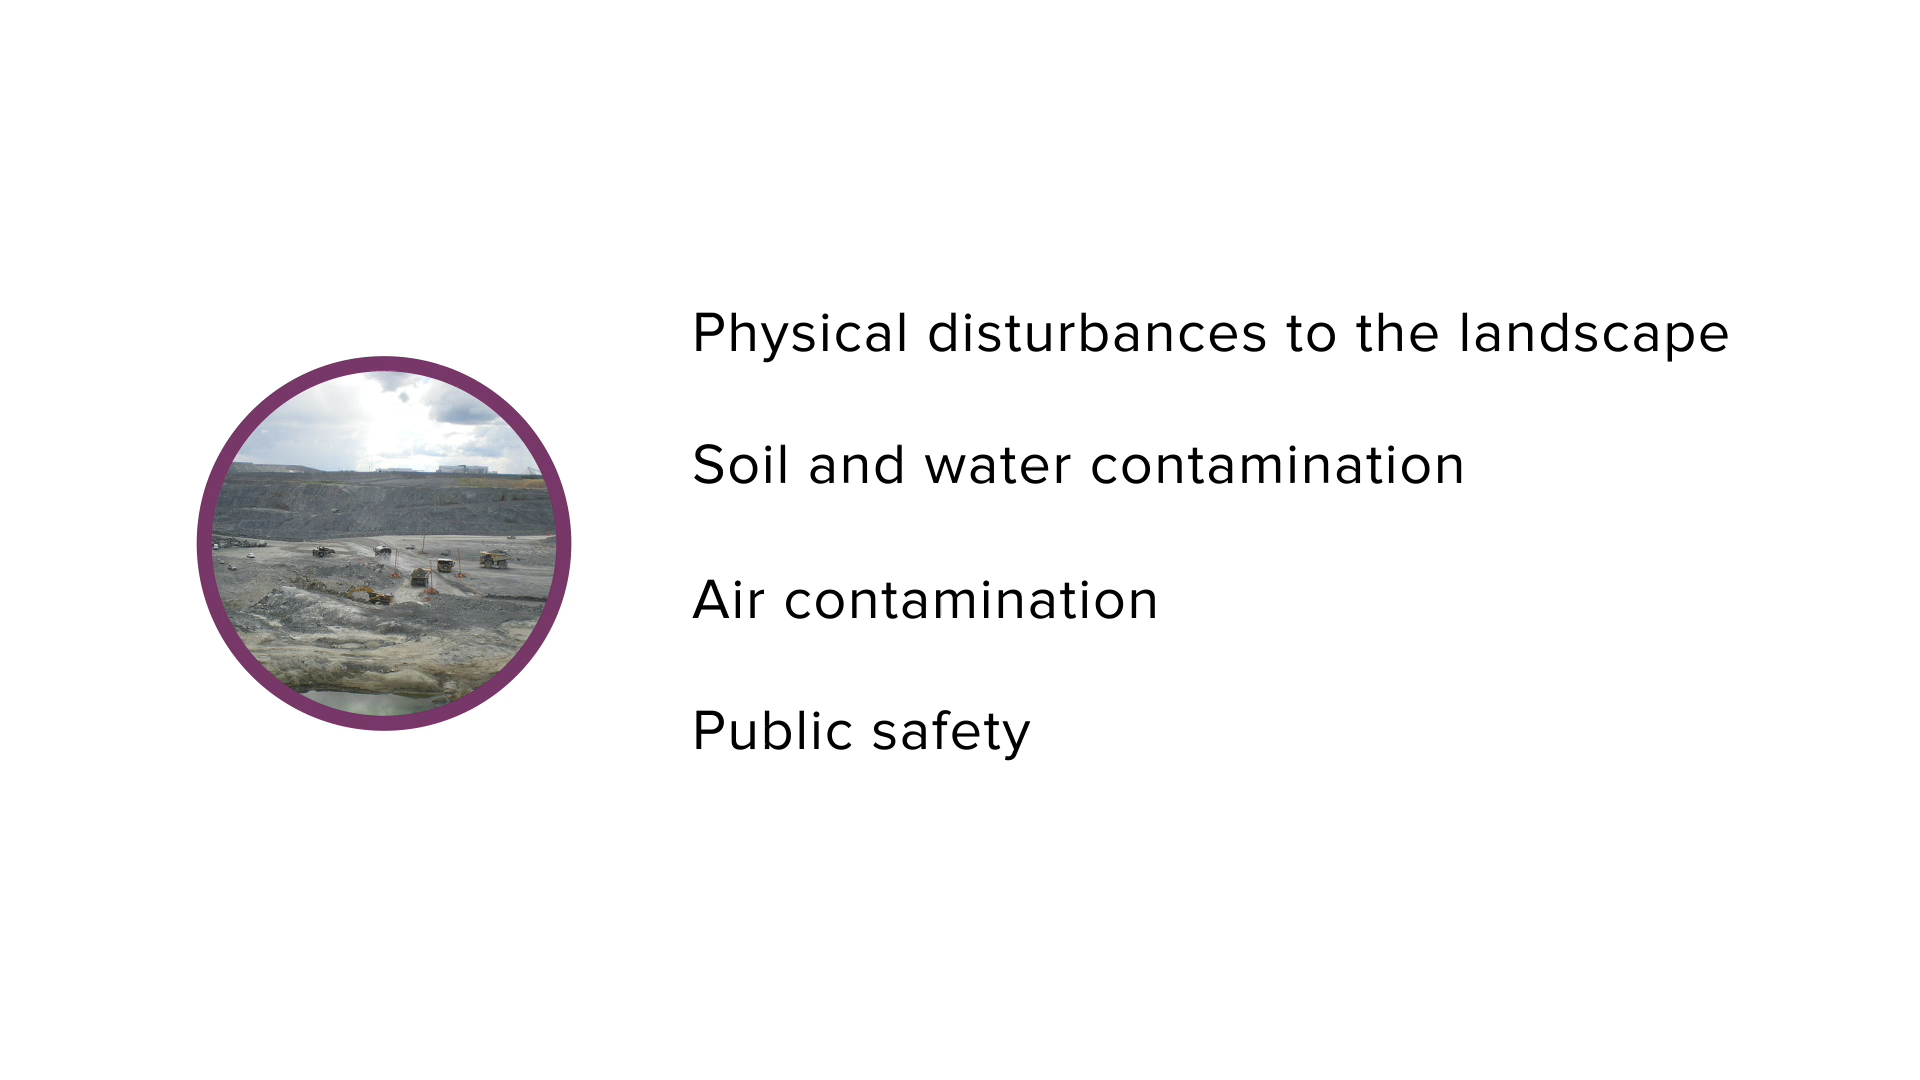 Physical disturbances to the landscape
Soil and water contamination
Air contamination
Public safety